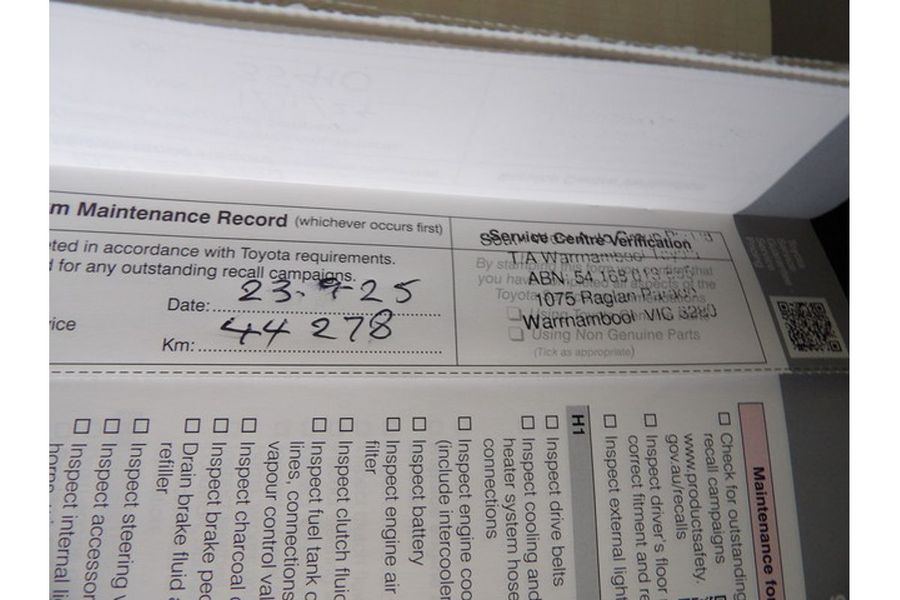 m Maintenance Record (whichever occurs first)
ted in accordance with Toyota requirements.
for any outstanding recall campaigns.
Date: 23.9-25
ice
Km: 44 278
Service Centre Verification
T/A Warrnambool
ABN: 54 168
1075 Raglan Parade
Warrnambool VIC 3280
Using Non Genuine Parts
(Tick as appropriate)
Maintenance fo
Check for outstanding
recall campaigns
www.productsafety.
gov.au/recalls
Inspect driver's floor
correct fitment and re
Inspect external light
H1
Inspect drive belts
Inspect cooling and
heater system hose
connections
Inspect engine coo
(include intercooler
Inspect battery
Inspect engine air
filter
Inspect clutch fluid
Inspect fuel tank c
lines, connections
vapour control val
Inspect charcoal c
Inspect brake ped
Drain brake fluid a
refiller
Inspect steering w
Inspect accessor
Inspect internal li